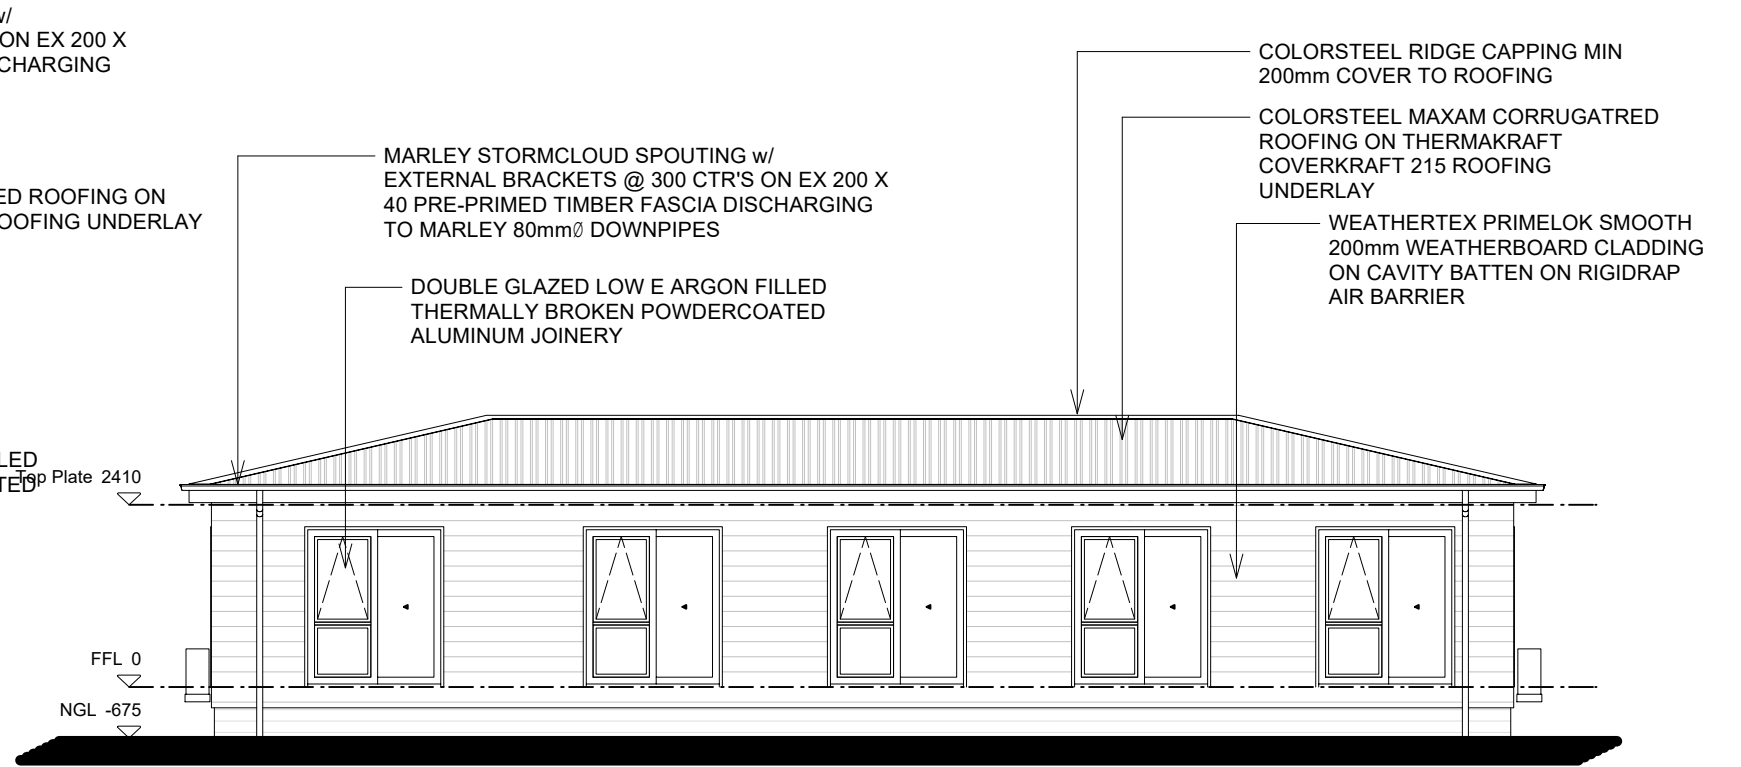 w/
ON EX 200 X
CHARGING
ED ROOFING ON
OOFING UNDERLAY
LED
TED
COLORSTEEL RIDGE CAPPING MIN
200mm COVER TO ROOFING
COLORSTEEL MAXAM CORRUGATRED
ROOFING ON THERMAKRAFT
COVERKRAFT 215 ROOFING
UNDERLAY
MARLEY STORMCLOUD SPOUTING w/
EXTERNAL BRACKETS @ 300 CTR'S ON EX 200 X
40 PRE-PRIMED TIMBER FASCIA DISCHARGING
TO MARLEY 80mmØ DOWNPIPES
WEATHERTEX PRIMELOK SMOOTH
200mm WEATHERBOARD CLADDING
ON CAVITY BATTEN ON RIGIDRAP
AIR BARRIER
DOUBLE GLAZED LOW E ARGON FILLED
THERMALLY BROKEN POWDERCOATED
ALUMINUM JOINERY
Top Plate 2410
FFL 0
NGL -675